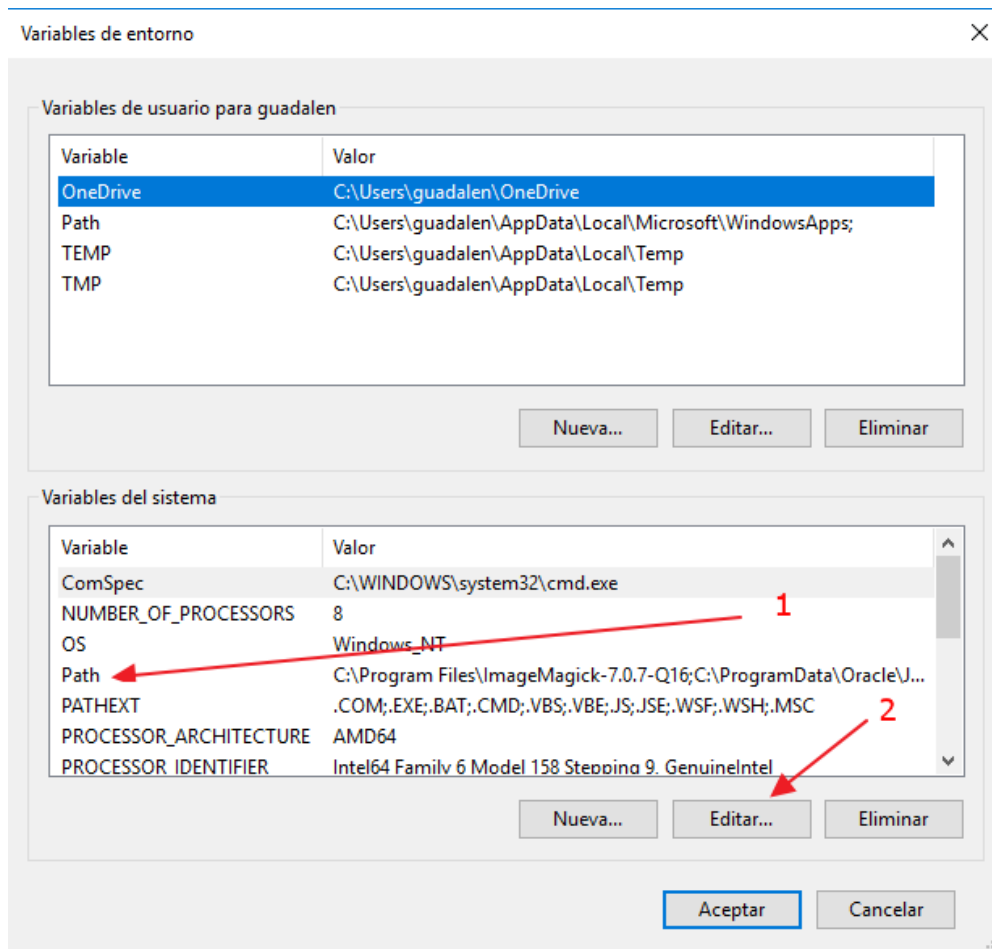 Variables de entorno
Variables de usuario para guadalen
Variable Valor
OneDrive C:\Users\guadalen\OneDrive
Path C:\Users\guadalen\AppData\Local\Microsoft\WindowsApps;
TEMP C:\Users\guadalen\AppData\Local\Temp
TMP C:\Users\guadalen\AppData\Local\Temp
Nueva... Editar... Eliminar
Variables del sistema
Variable Valor
ComSpec C:\WINDOWS\system32\cmd.exe
NUMBER_OF_PROCESSORS 8
1
OS Windows_NT
Path C:\Program Files\ImageMagick-7.0.7-Q16;C:\ProgramData\Oracle\J...
PATHEXT .COM;.EXE;.BAT;.CMD;.VBS;.VBE;.JS;.JSE;.WSF;.WSH;.MSC
2
PROCESSOR_ARCHITECTURE AMD64
PROCESSOR_IDENTIFIER Intel64 Family 6 Model 158 Stepping 9, GenuineIntel
Nueva... Editar... Eliminar
Aceptar Cancelar